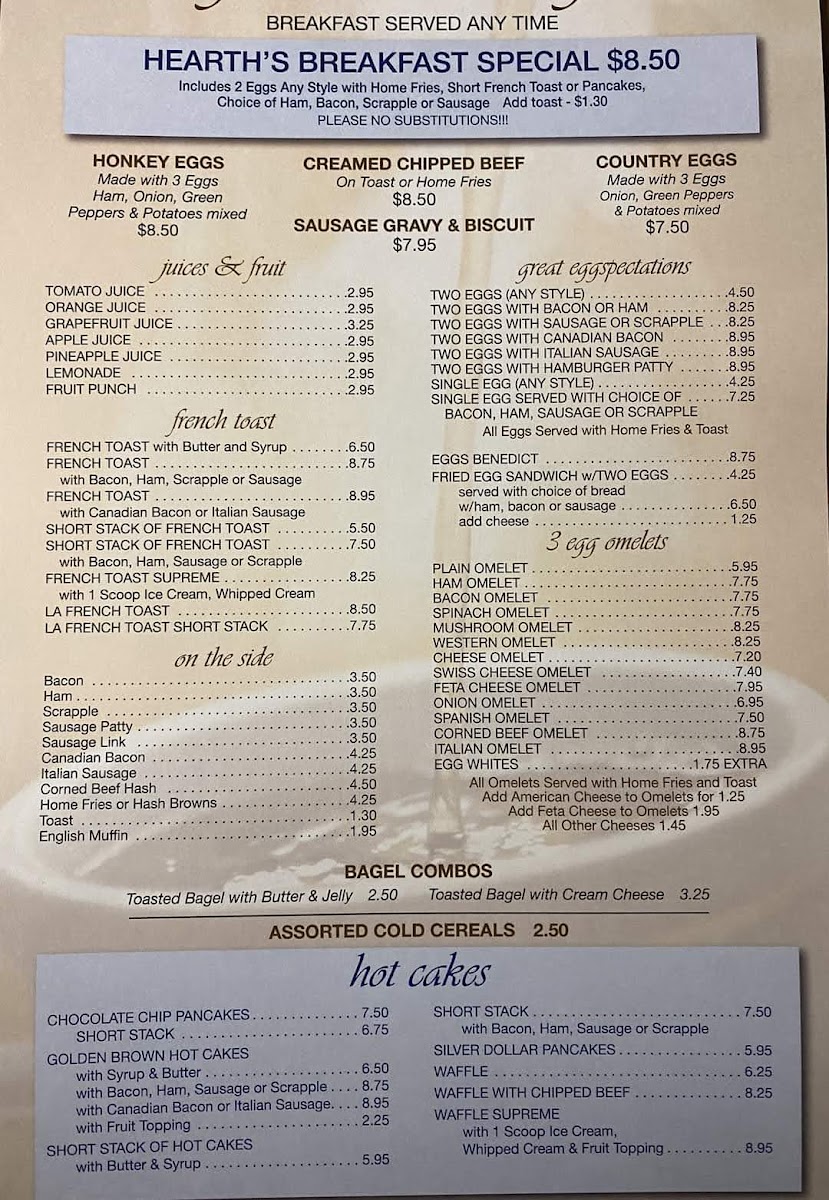 BREAKFAST SERVED ANY TIME
HEARTH'S BREAKFAST SPECIAL $8.50
Includes 2 Eggs Any Style with Home Fries, Short French Toast or Pancakes,
Choice of Ham, Bacon, Scrapple or Sausage Add toast - $1.30
PLEASE NO SUBSTITUTIONS!!!
HONKEY EGGS
Made with 3 Eggs
Ham, Onion, Green
Peppers & Potatoes mixed
$8.50
CREAMED CHIPPED BEEF
On Toast or Home Fries
$8.50
SAUSAGE GRAVY & BISCUIT
$7.95
COUNTRY EGGS
Made with 3 Eggs
Onion, Green Peppers
& Potatoes mixed
$7.50
juices & fruit
TOMATO JUICE 2.95
ORANGE JUICE 2.95
GRAPEFRUIT JUICE 3.25
APPLE JUICE 2.95
PINEAPPLE JUICE 2.95
LEMONADE 2.95
FRUIT PUNCH 2.95
french toast
FRENCH TOAST with Butter and Syrup 6.50
FRENCH TOAST 8.75
with Bacon, Ham, Scrapple or Sausage
FRENCH TOAST 8.95
with Canadian Bacon or Italian Sausage
SHORT STACK OF FRENCH TOAST 5.50
SHORT STACK OF FRENCH TOAST 7.50
with Bacon, Ham, Sausage or Scrapple
FRENCH TOAST SUPREME 8.25
with 1 Scoop Ice Cream, Whipped Cream
LA FRENCH TOAST 8.50
LA FRENCH TOAST SHORT STACK 7.75
on the side
Bacon 3.50
Ham 3.50
Scrapple 3.50
Sausage Patty 3.50
Sausage Link 3.50
Canadian Bacon 4.25
Italian Sausage 4.25
Corned Beef Hash 4.50
Home Fries or Hash Browns 4.25
Toast 1.30
English Muffin 1.95
great eggspectations
TWO EGGS (ANY STYLE) 4.50
TWO EGGS WITH BACON OR HAM 8.25
TWO EGGS WITH SAUSAGE OR SCRAPPLE 8.25
TWO EGGS WITH CANADIAN BACON 8.95
TWO EGGS WITH ITALIAN SAUSAGE 8.95
TWO EGGS WITH HAMBURGER PATTY 8.95
SINGLE EGG (ANY STYLE) 4.25
SINGLE EGG SERVED WITH CHOICE OF 7.25
BACON, HAM, SAUSAGE OR SCRAPPLE
All Eggs Served with Home Fries & Toast
EGGS BENEDICT 8.75
FRIED EGG SANDWICH w/TWO EGGS 4.25
served with choice of bread
w/ham, bacon or sausage 6.50
add cheese 1.25
3 egg omelets
PLAIN OMELET 5.95
HAM OMELET 7.75
BACON OMELET 7.75
SPINACH OMELET 7.75
MUSHROOM OMELET 8.25
WESTERN OMELET 8.25
CHEESE OMELET 7.20
SWISS CHEESE OMELET 7.40
FETA CHEESE OMELET 7.95
ONION OMELET 6.95
SPANISH OMELET 7.50
CORNED BEEF OMELET 8.75
ITALIAN OMELET 8.95
EGG WHITES 1.75 EXTRA
All Omelets Served with Home Fries and Toast
Add American Cheese to Omelets for 1.25
Add Feta Cheese to Omelets 1.95
All Other Cheeses 1.45
BAGEL COMBOS
Toasted Bagel with Butter & Jelly 2.50 Toasted Bagel with Cream Cheese 3.25
ASSORTED COLD CEREALS 2.50
hot cakes
CHOCOLATE CHIP PANCAKES 7.50
SHORT STACK 6.75
GOLDEN BROWN HOT CAKES
with Syrup & Butter 6.50
with Bacon, Ham, Sausage or Scrapple 8.75
with Canadian Bacon or Italian Sausage 8.95
with Fruit Topping 2.25
SHORT STACK OF HOT CAKES
with Butter & Syrup 5.95
SHORT STACK 7.50
with Bacon, Ham, Sausage or Scrapple
SILVER DOLLAR PANCAKES 5.95
WAFFLE 6.25
WAFFLE WITH CHIPPED BEEF 8.25
WAFFLE SUPREME
with 1 Scoop Ice Cream,
Whipped Cream & Fruit Topping 8.95